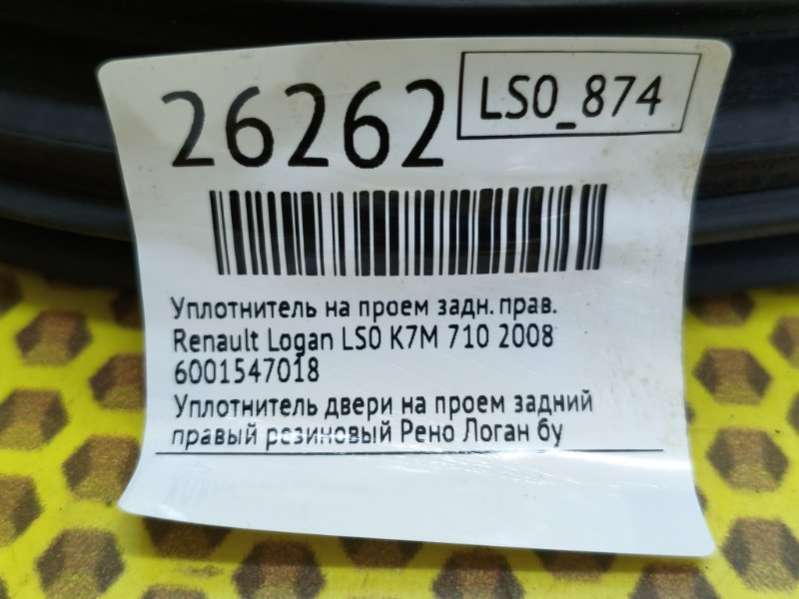 26262
LS0_874
Уплотнитель на проем задн. прав.
Renault Logan LS0 K7M 710 2008
6001547018
Уплотнитель двери на проем задний
правый резиновый Рено Логан бу